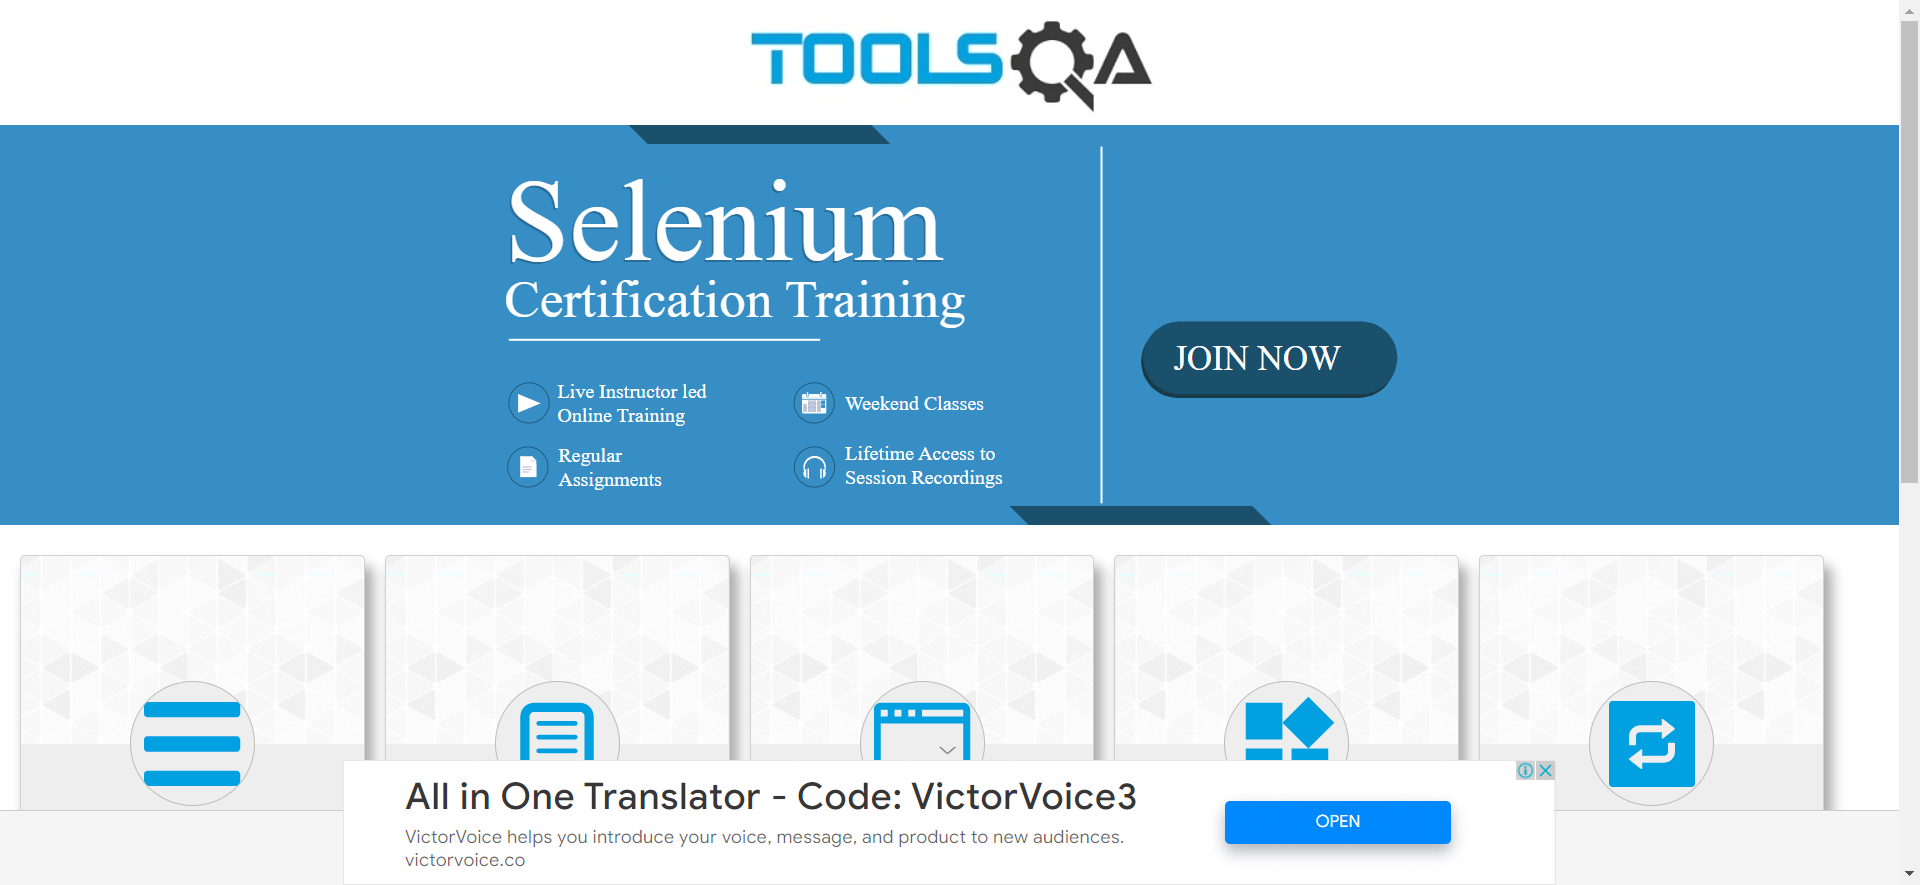 TOOLSQA
Selenium
Certification Training
JOIN NOW
Live Instructor led
Online Training
Weekend Classes
Regular
Assignments
Lifetime Access to
Session Recordings
All in One Translator - Code: VictorVoice3
VictorVoice helps you introduce your voice, message, and product to new audiences.
victorvoice.co
OPEN